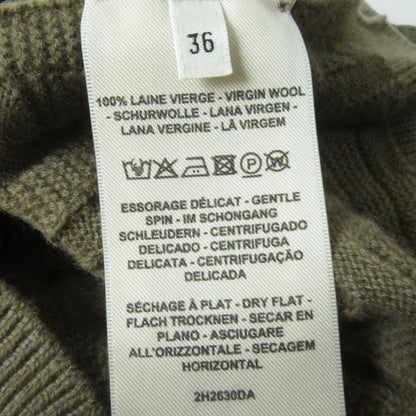 36
100% LAINE VIERGE - VIRGIN WOOL
- SCHURWOLLE - LANA VIRGEN -
LANA VERGINE - LÃ VIRGEM
P
ESSORAGE DÉLICAT - GENTLE
SPIN - IM SCHONGANG
SCHLEUDERN - CENTRIFUGADO
DELICADO - CENTRIFUGA
DELICATA - CENTRIFUGAÇÃO
DELICADA
SÉCHAGE À PLAT - DRY FLAT -
FLACH TROCKNEN - SECAR EN
PLANO - ASCIUGARE
ALL'ORIZZONTALE - SECAGEM
HORIZONTAL
2H2630DA